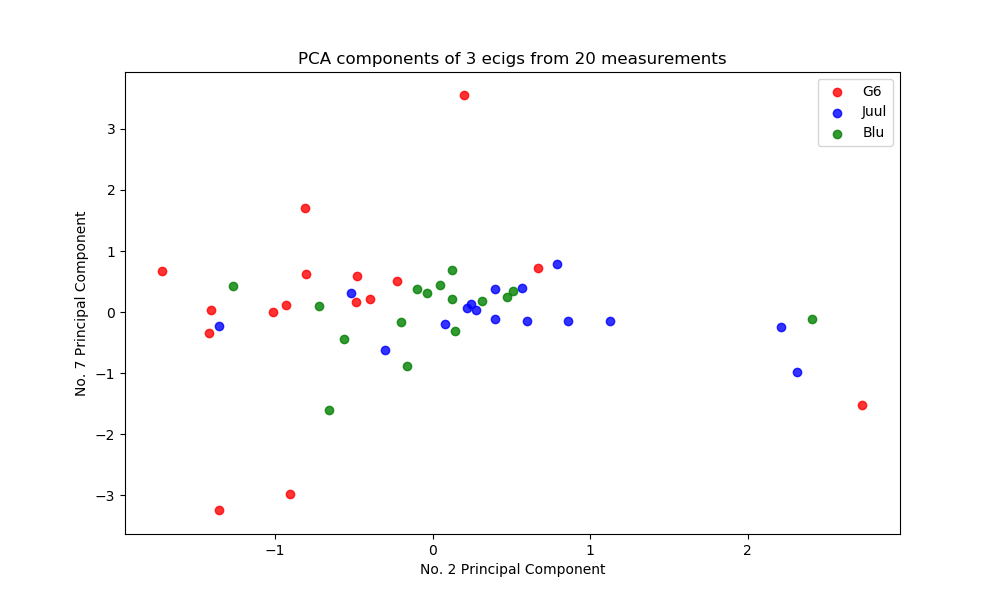 PCA components of 3 ecigs from 20 measurements
G6
Juul
Blu
No. 7 Principal Component
3
2
1
0
−1
−2
−3
−1
0
1
2
No. 2 Principal Component